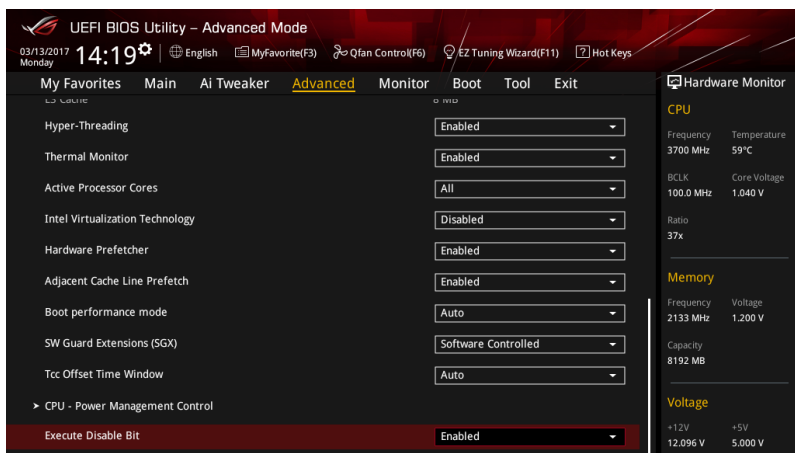 UEFI BIOS Utility – Advanced Mode
03/13/2017 Monday 14:19 English MyFavorite(F3) Qfan Control(F6) EZ Tuning Wizard(F11) ? Hot Keys
My Favorites Main Ai Tweaker Advanced Monitor Boot Tool Exit
L3 Cache 8 MB
Hyper-Threading Enabled
Thermal Monitor Enabled
Active Processor Cores All
Intel Virtualization Technology Disabled
Hardware Prefetcher Enabled
Adjacent Cache Line Prefetch Enabled
Boot performance mode Auto
SW Guard Extensions (SGX) Software Controlled
Tcc Offset Time Window Auto
> CPU - Power Management Control
Execute Disable Bit Enabled
Hardware Monitor
CPU
Frequency Temperature
3700 MHz 59°C
BCLK Core Voltage
100.0 MHz 1.040 V
Ratio
37x
Memory
Frequency Voltage
2133 MHz 1.200 V
Capacity
8192 MB
Voltage
+12V +5V
12.096 V 5.000 V